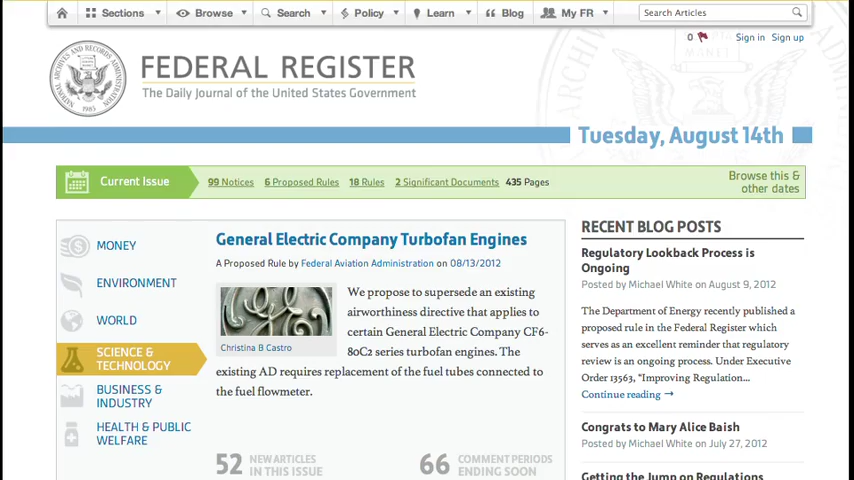 Sections Browse Search Policy Learn Blog My FR Search Articles
0 Sign in Sign up
FEDERAL REGISTER
The Daily Journal of the United States Government
Tuesday, August 14th
Current Issue 99 Notices 6 Proposed Rules 18 Rules 2 Significant Documents 435 Pages
Browse this &
other dates
MONEY
ENVIRONMENT
WORLD
SCIENCE &
TECHNOLOGY
BUSINESS &
INDUSTRY
HEALTH & PUBLIC
WELFARE
General Electric Company Turbofan Engines
A Proposed Rule by Federal Aviation Administration on 08/13/2012
Christina B Castro
We propose to supersede an existing
airworthiness directive that applies to
certain General Electric Company CF6-
80C2 series turbofan engines. The
existing AD requires replacement of the fuel tubes connected to
the fuel flowmeter.
52 NEW ARTICLES
IN THIS ISSUE
66 COMMENT PERIODS
ENDING SOON
RECENT BLOG POSTS
Regulatory Lookback Process is
Ongoing
Posted by Michael White on August 9, 2012
The Department of Energy recently published a
proposed rule in the Federal Register which
serves as an excellent reminder that regulatory
review is an ongoing process. Under Executive
Order 13563, "Improving Regulation...
Continue reading →
Congrats to Mary Alice Baish
Posted by Michael White on July 27, 2012
Getting the Jump on Regulations